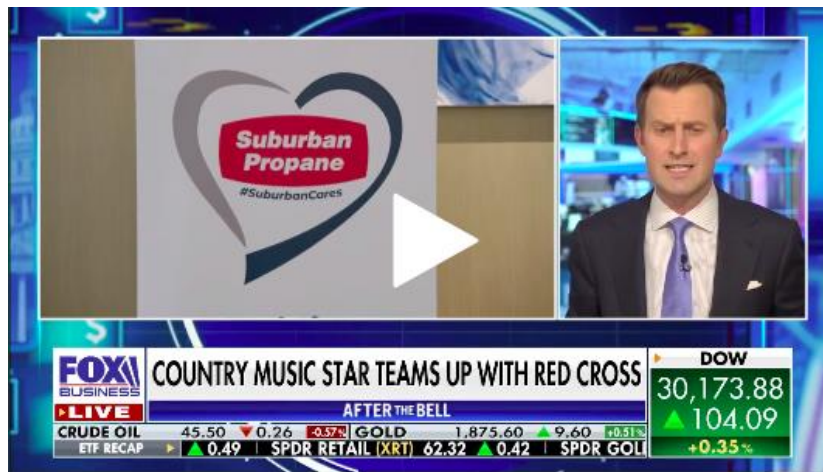 Suburban
Propane
#SuburbanCares
FOX
BUSINESS
LIVE
COUNTRY MUSIC STAR TEAMS UP WITH RED CROSS
AFTER THE BELL
DOW
30,173.88
104.09
+0.35%
CRUDE OIL 45.50 0.26 -0.57% GOLD 1,875.60 9.60 +0.51%
ETF RECAP 0.49 SPDR RETAIL (XRT) 62.32 0.42 SPDR GOL